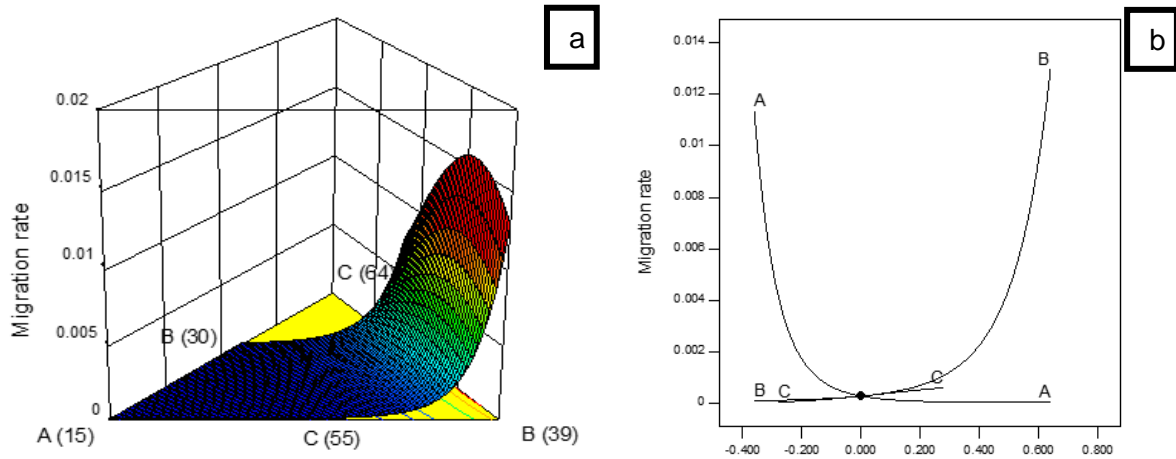 a
0.02
0.015
0.01
0.005
0
Migration rate
A (15)
B (30)
C (64)
C (55)
B (39)
b
0.014
0.012
0.01
0.008
0.006
0.004
0.002
0
Migration rate
A
B
B
C
C
A
-0.400
-0.200
0.000
0.200
0.400
0.600
0.800